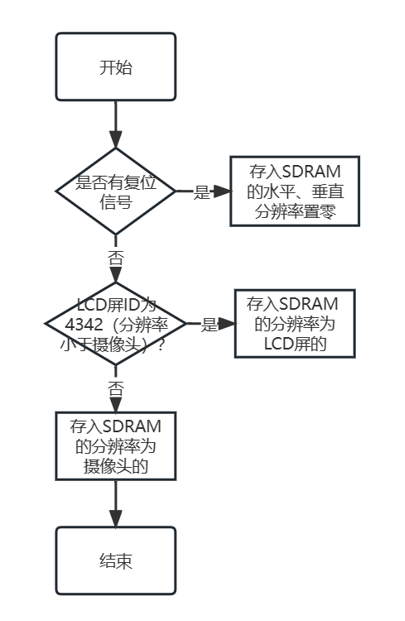 开始
是否有复位
信号
是
存入SDRAM
的水平、垂直
分辨率置零
否
LCD屏ID为
4342（分辨率
小于摄像头）？
是
存入SDRAM
的分辨率为
LCD屏的
否
存入SDRAM
的分辨率为
摄像头的
结束